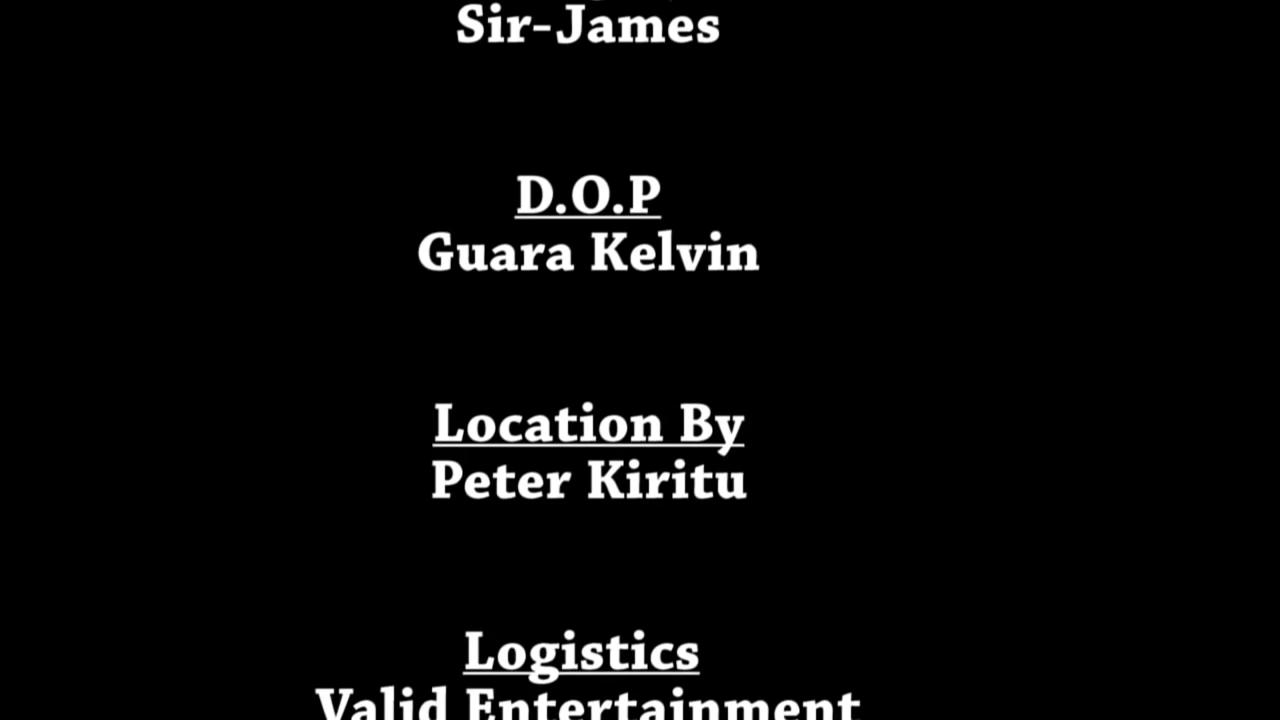 Sir-James
D.O.P
Guara Kelvin
Location By
Peter Kiritu
Logistics
Valid Entertainment